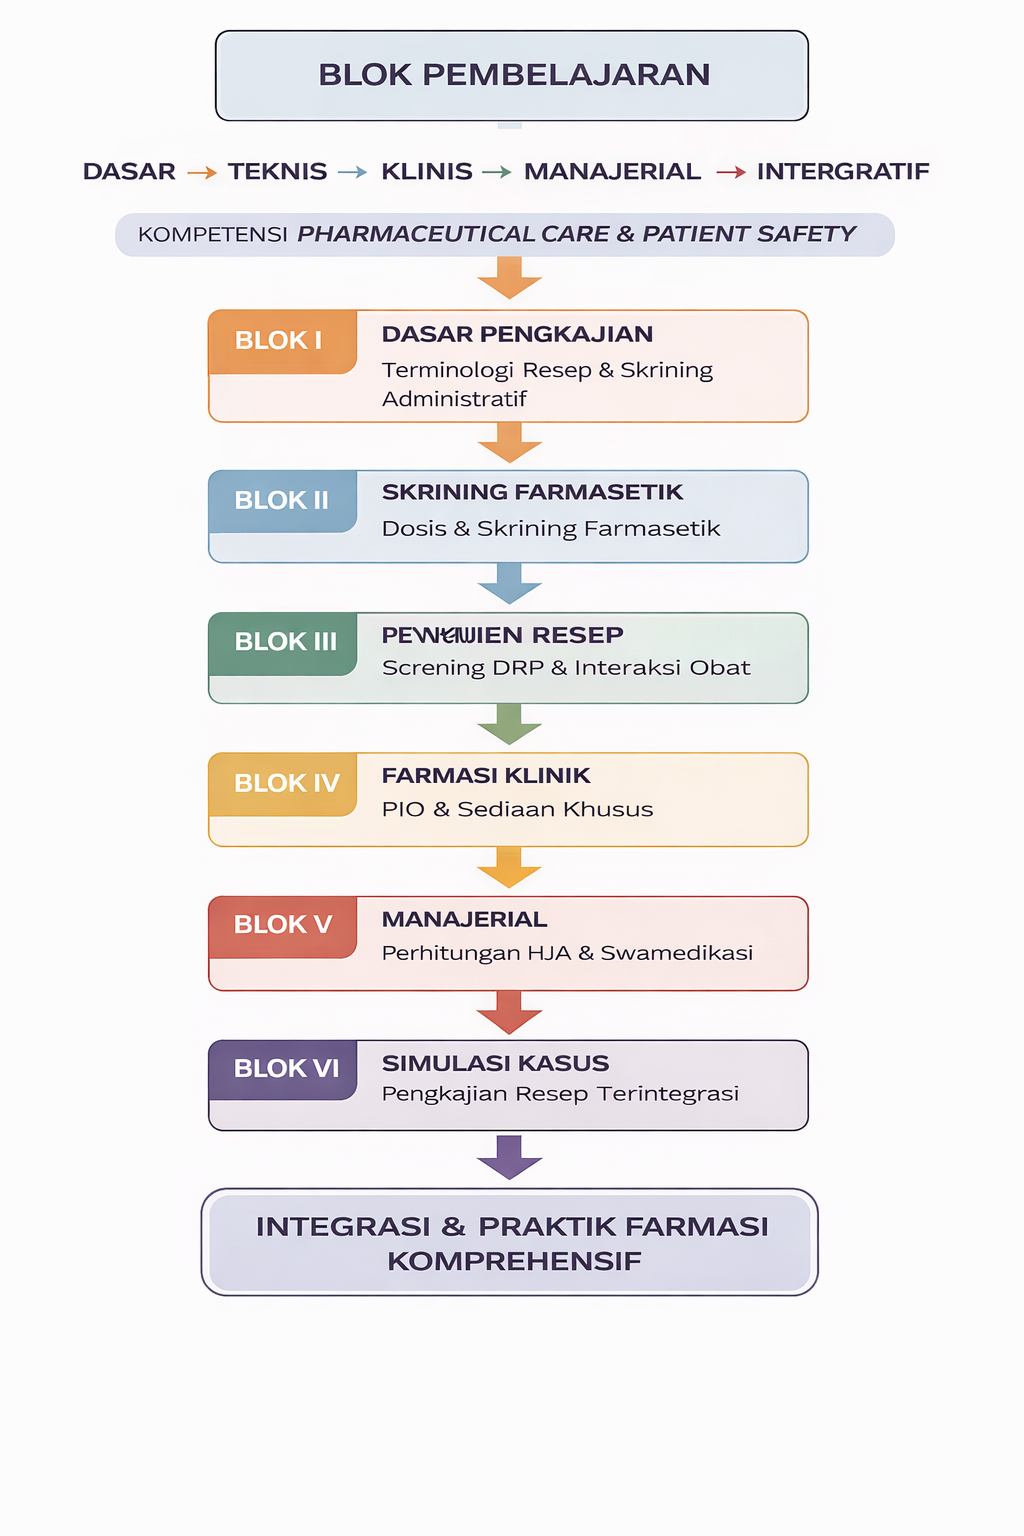 BLOK PEMBELAJARAN
DASAR → TEKNIS → KLINIS → MANAJERIAL → INTERGRATIF
KOMPETENSI PHARMACEUTICAL CARE & PATIENT SAFETY
BLOK I
DASAR PENGKAJIAN
Terminologi Resep & Skrining
Administratif
BLOK II
SKRINING FARMASETIK
Dosis & Skrining Farmasetik
BLOK III
RESEP
Screning DRP & Interaksi Obat
BLOK IV
FARMASI KLINIK
PIO & Sediaan Khusus
BLOK V
MANAJERIAL
Perhitungan HJA & Swamedikasi
BLOK VI
SIMULASI KASUS
Pengkajian Resep Terintegrasi
INTEGRASI & PRAKTIK FARMASI
KOMPREHENSIF